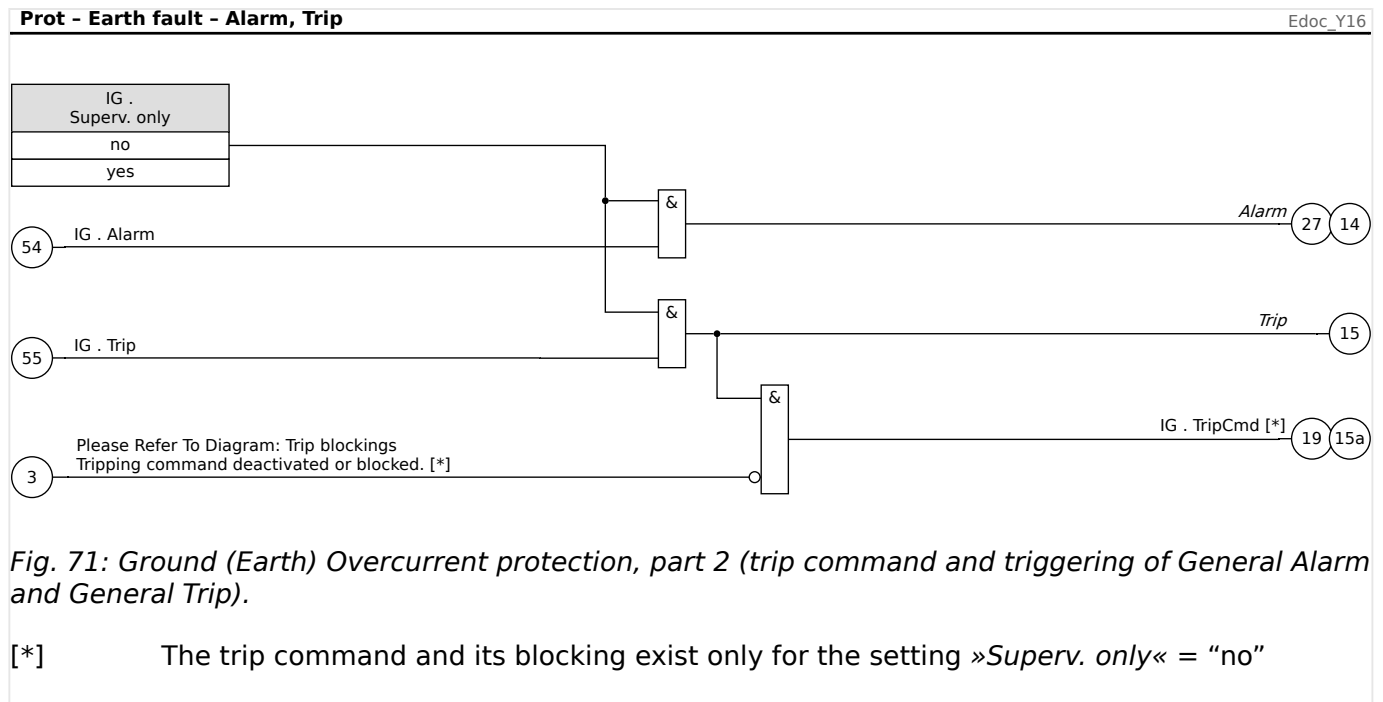 Prot – Earth fault – Alarm, Trip
Edoc_Y16
IG .
Superv. only
no
yes
&
Alarm
27 14
54
IG . Alarm
&
Trip
15
55
IG . Trip
&
IG . TripCmd [*]
19 15a
Please Refer To Diagram: Trip blockings
Tripping command deactivated or blocked. [*]
3
Fig. 71: Ground (Earth) Overcurrent protection, part 2 (trip command and triggering of General Alarm
and General Trip).
[*] The trip command and its blocking exist only for the setting »Superv. only« = “no”